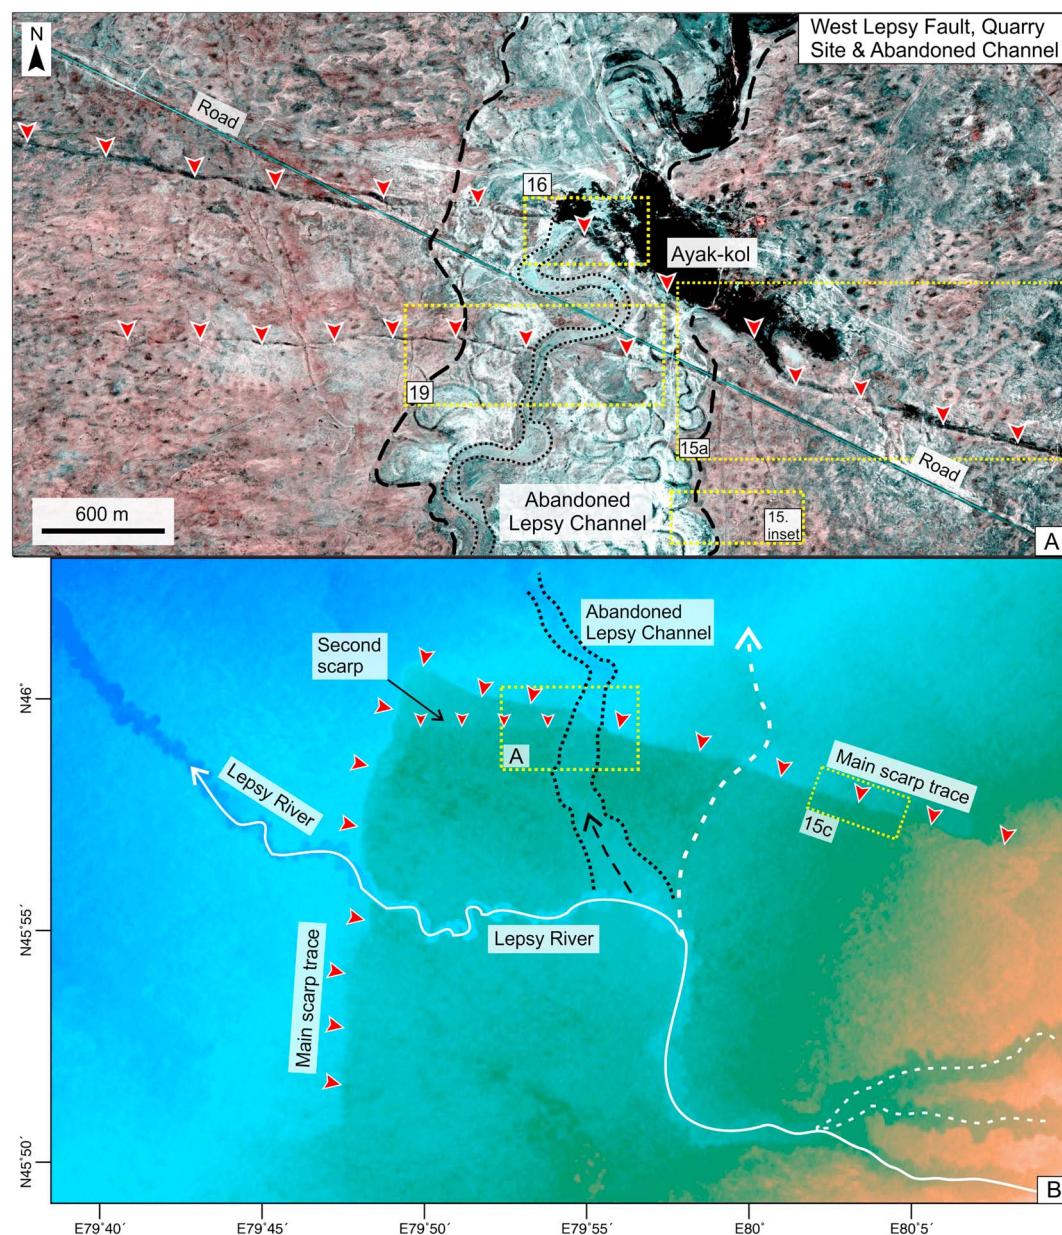 West Lepsy Fault, Quarry
Site & Abandoned Channel
N
Road
16
Ayak-kol
19
15a
Road
600 m
Abandoned
Lepsy Channel
15.
inset
A
Abandoned
Lepsy Channel
Second
scarp
A
Main scarp trace
15c
Lepsy River
Lepsy River
Main scarp trace
B
N46°
N45°55´
N45°50´
E79°40´
E79°45´
E79°50´
E79°55´
E80°
E80°5´